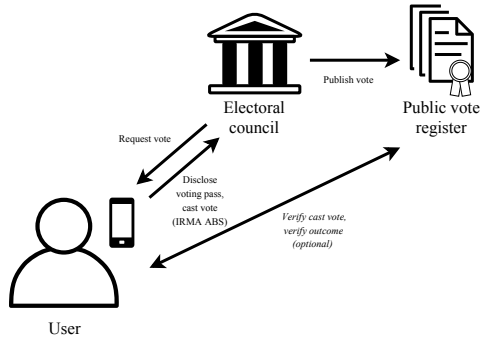 Publish vote
Electoral
council
Public vote
register
Request vote
Disclose
voting pass,
cast vote
(IRMA ABS)
Verify cast vote,
verify outcome
(optional)
User